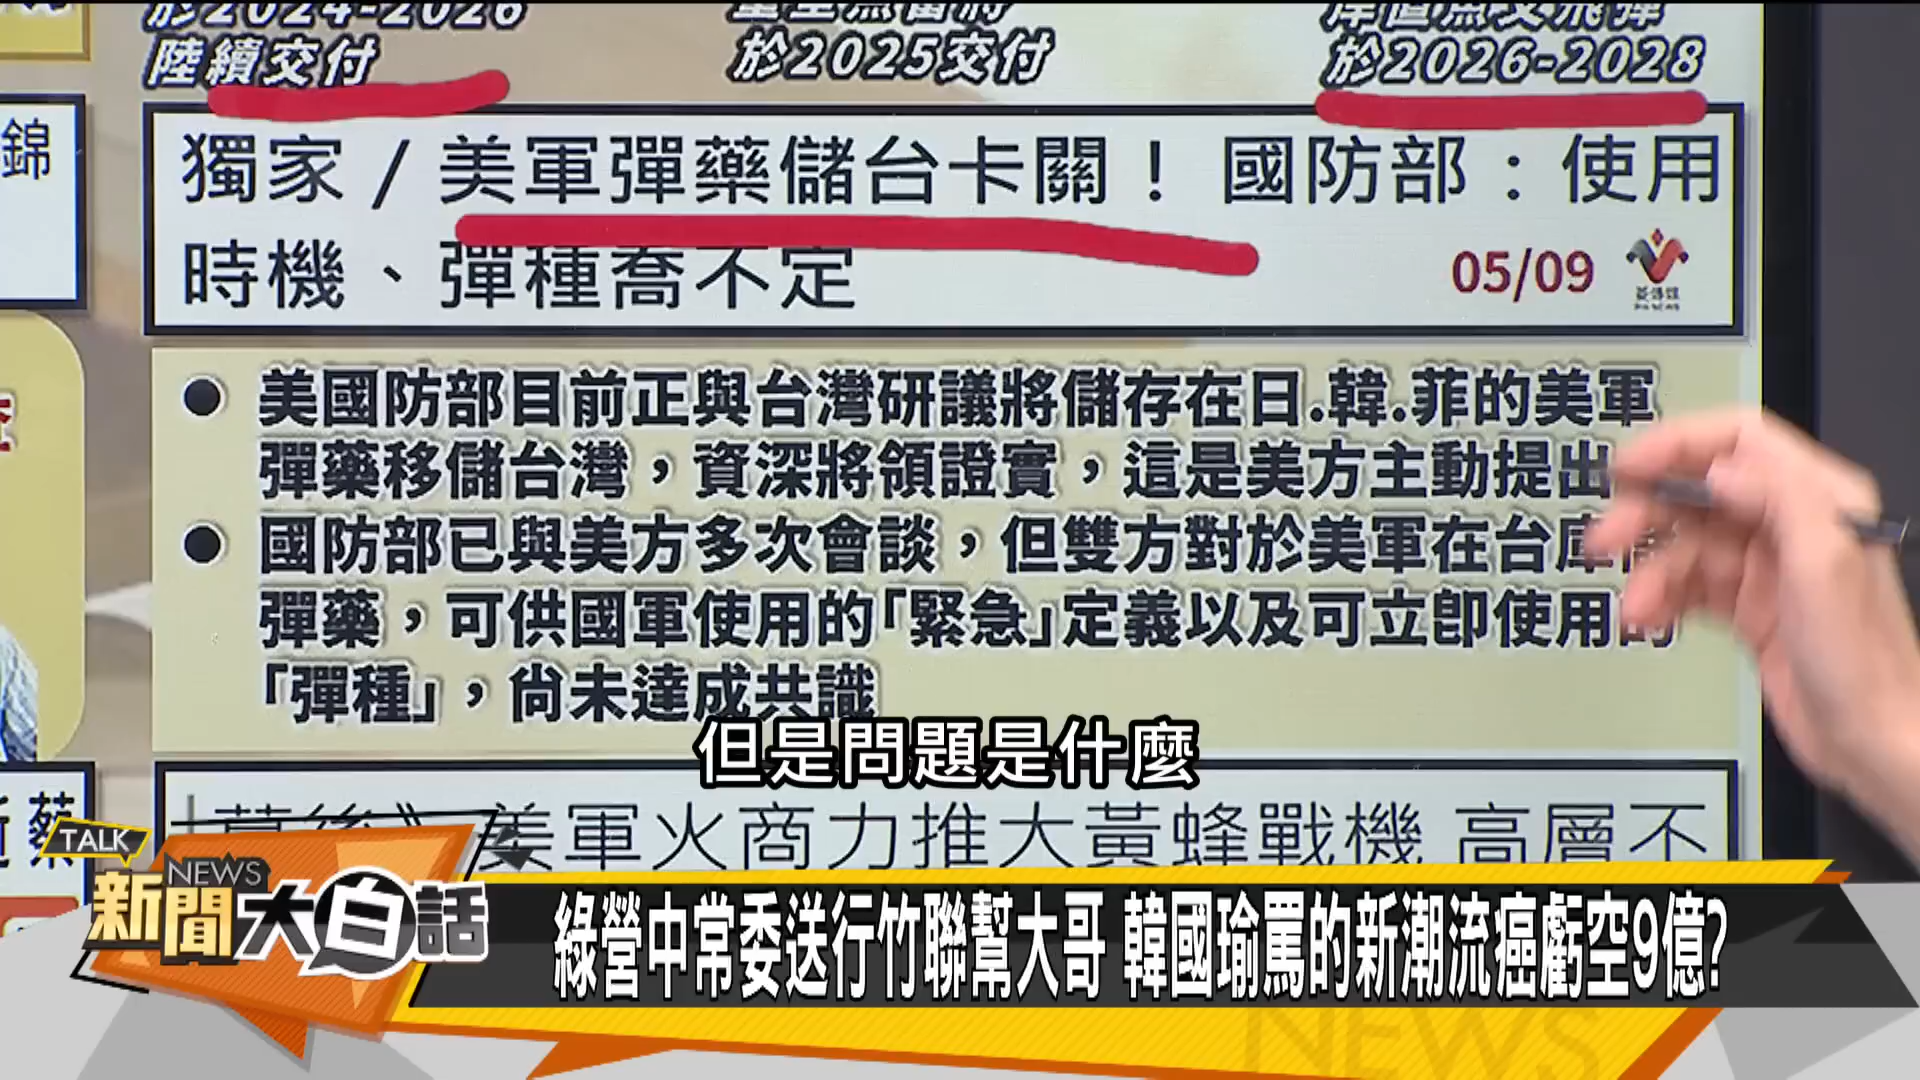 於2024-2026
陸續交付
於2025交付
於2026-2028
錦
獨家/美軍彈藥儲台卡關！國防部：使用
時機、彈種喬不定
05/09
菱傳媒
美國防部目前正與台灣研議將儲存在日.韓.菲的美軍
彈藥移儲台灣，資深將領證實，這是美方主動提出
國防部已與美方多次會談，但雙方對於美軍在台庫
彈藥，可供國軍使用的「緊急」定義以及可立即使用的
「彈種」，尚未達成共識
但是問題是什麼
蔡
幕後》美軍火商力推大黃蜂戰機 高層不
TALK
NEWS
新聞大白話
綠營中常委送行竹聯幫大哥 韓國瑜罵的新潮流癌虧空9億?
NEWS